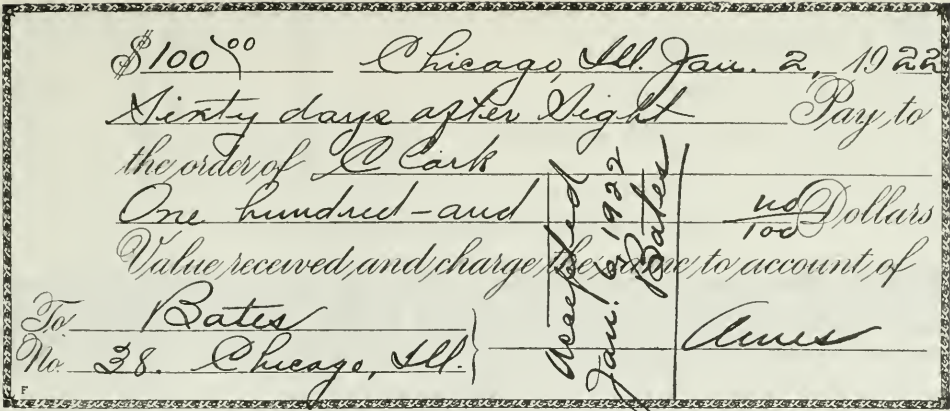 $100 00 Chicago, Ill. Jan. 2, 1922
Sixty days after Sight Pay to
the order of C Cark
One hundred-and no/100 Dollars
Value received and charge the same to account of
To Bates
No. 38. Chicago, Ill.
Ames
Accepted
Jan. 6, 1922
Bates
F